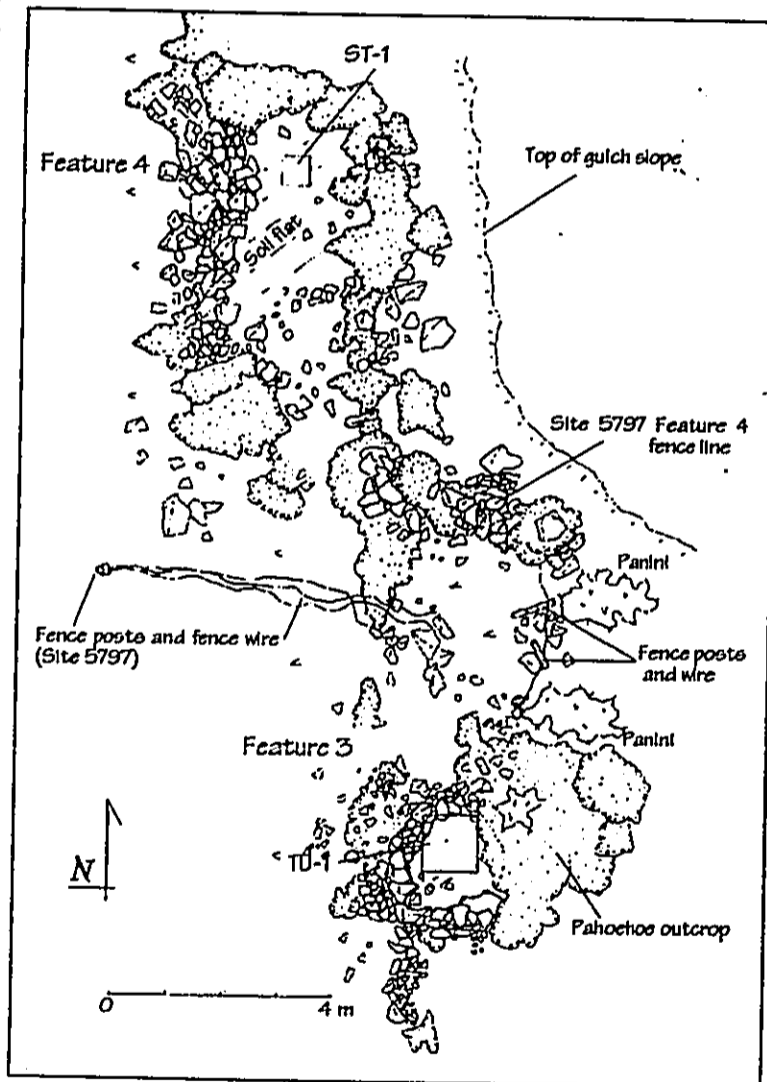 ST-1
Feature 4
Top of gulch slope
Soil flat
Site 5797 Feature 4
fence line
Panini
Fence posts and fence wire
(Site 5797)
Fence posts
and wire
Panini
Feature 3
TU-1
N
Pahoehoe outcrop
0
4 m